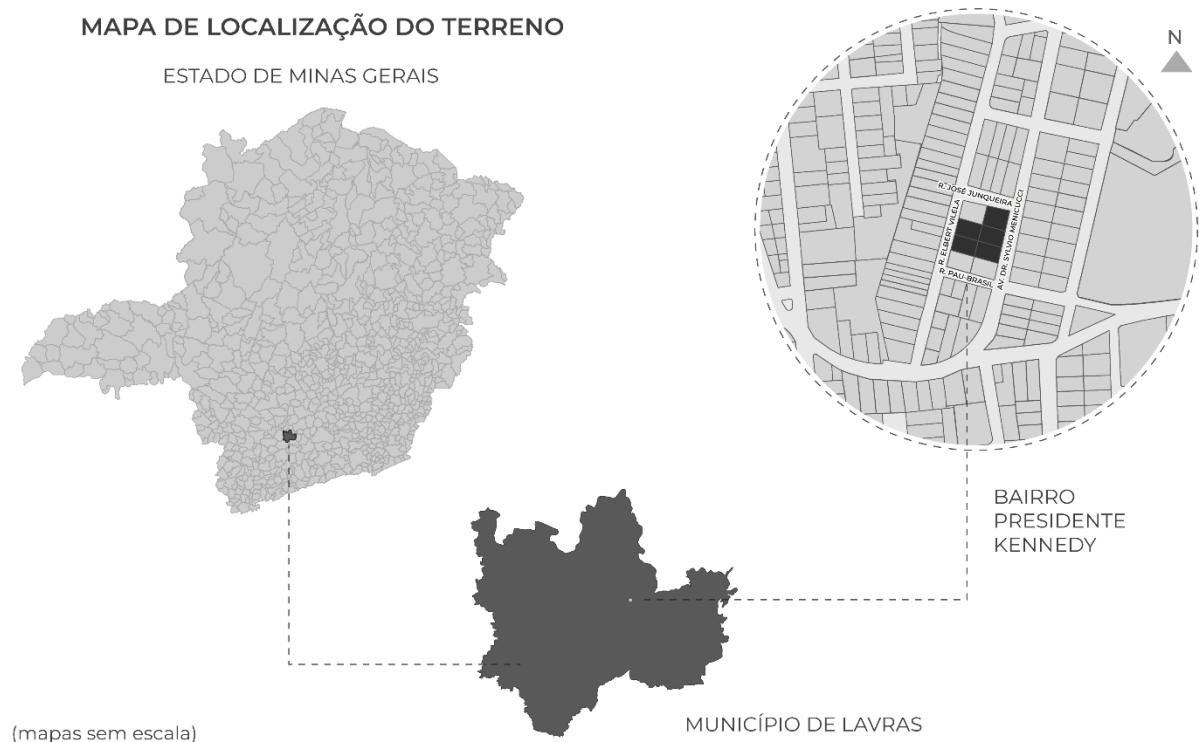 MAPA DE LOCALIZAÇÃO DO TERRENO
ESTADO DE MINAS GERAIS
N
R. JOSÉ JUNQUEIRA
R. ELBERT VILELA
AV. DR. SYLVIO MENICUCCI
R. PAU-BRASIL
BAIRRO
PRESIDENTE
KENNEDY
MUNICÍPIO DE LAVRAS
(mapas sem escala)